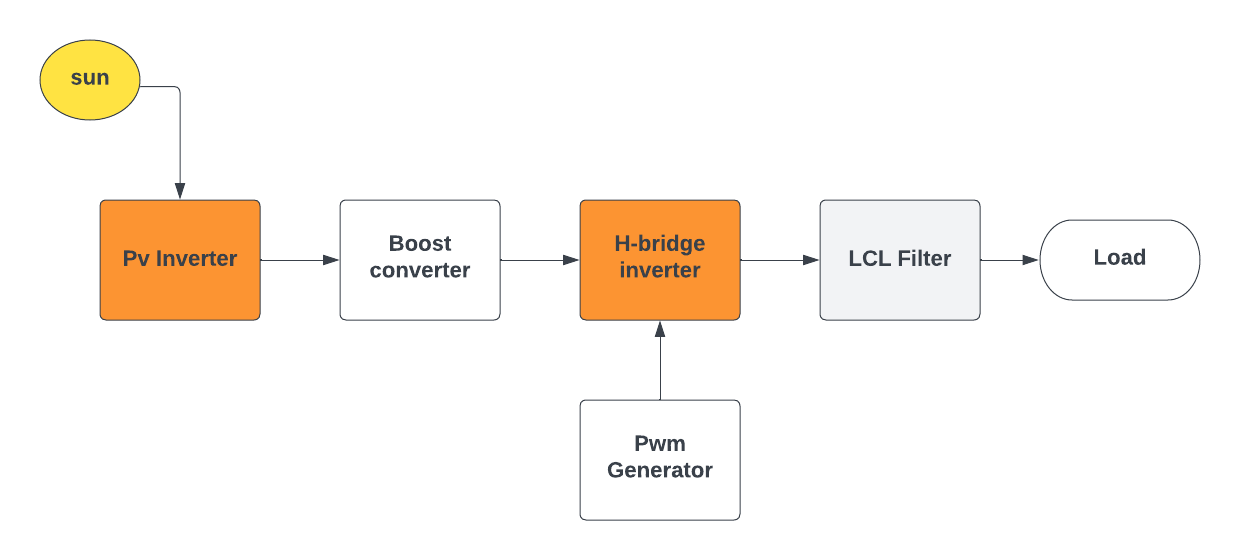 sun
Pv Inverter
Boost
converter
H-bridge
inverter
LCL Filter
Load
Pwm
Generator